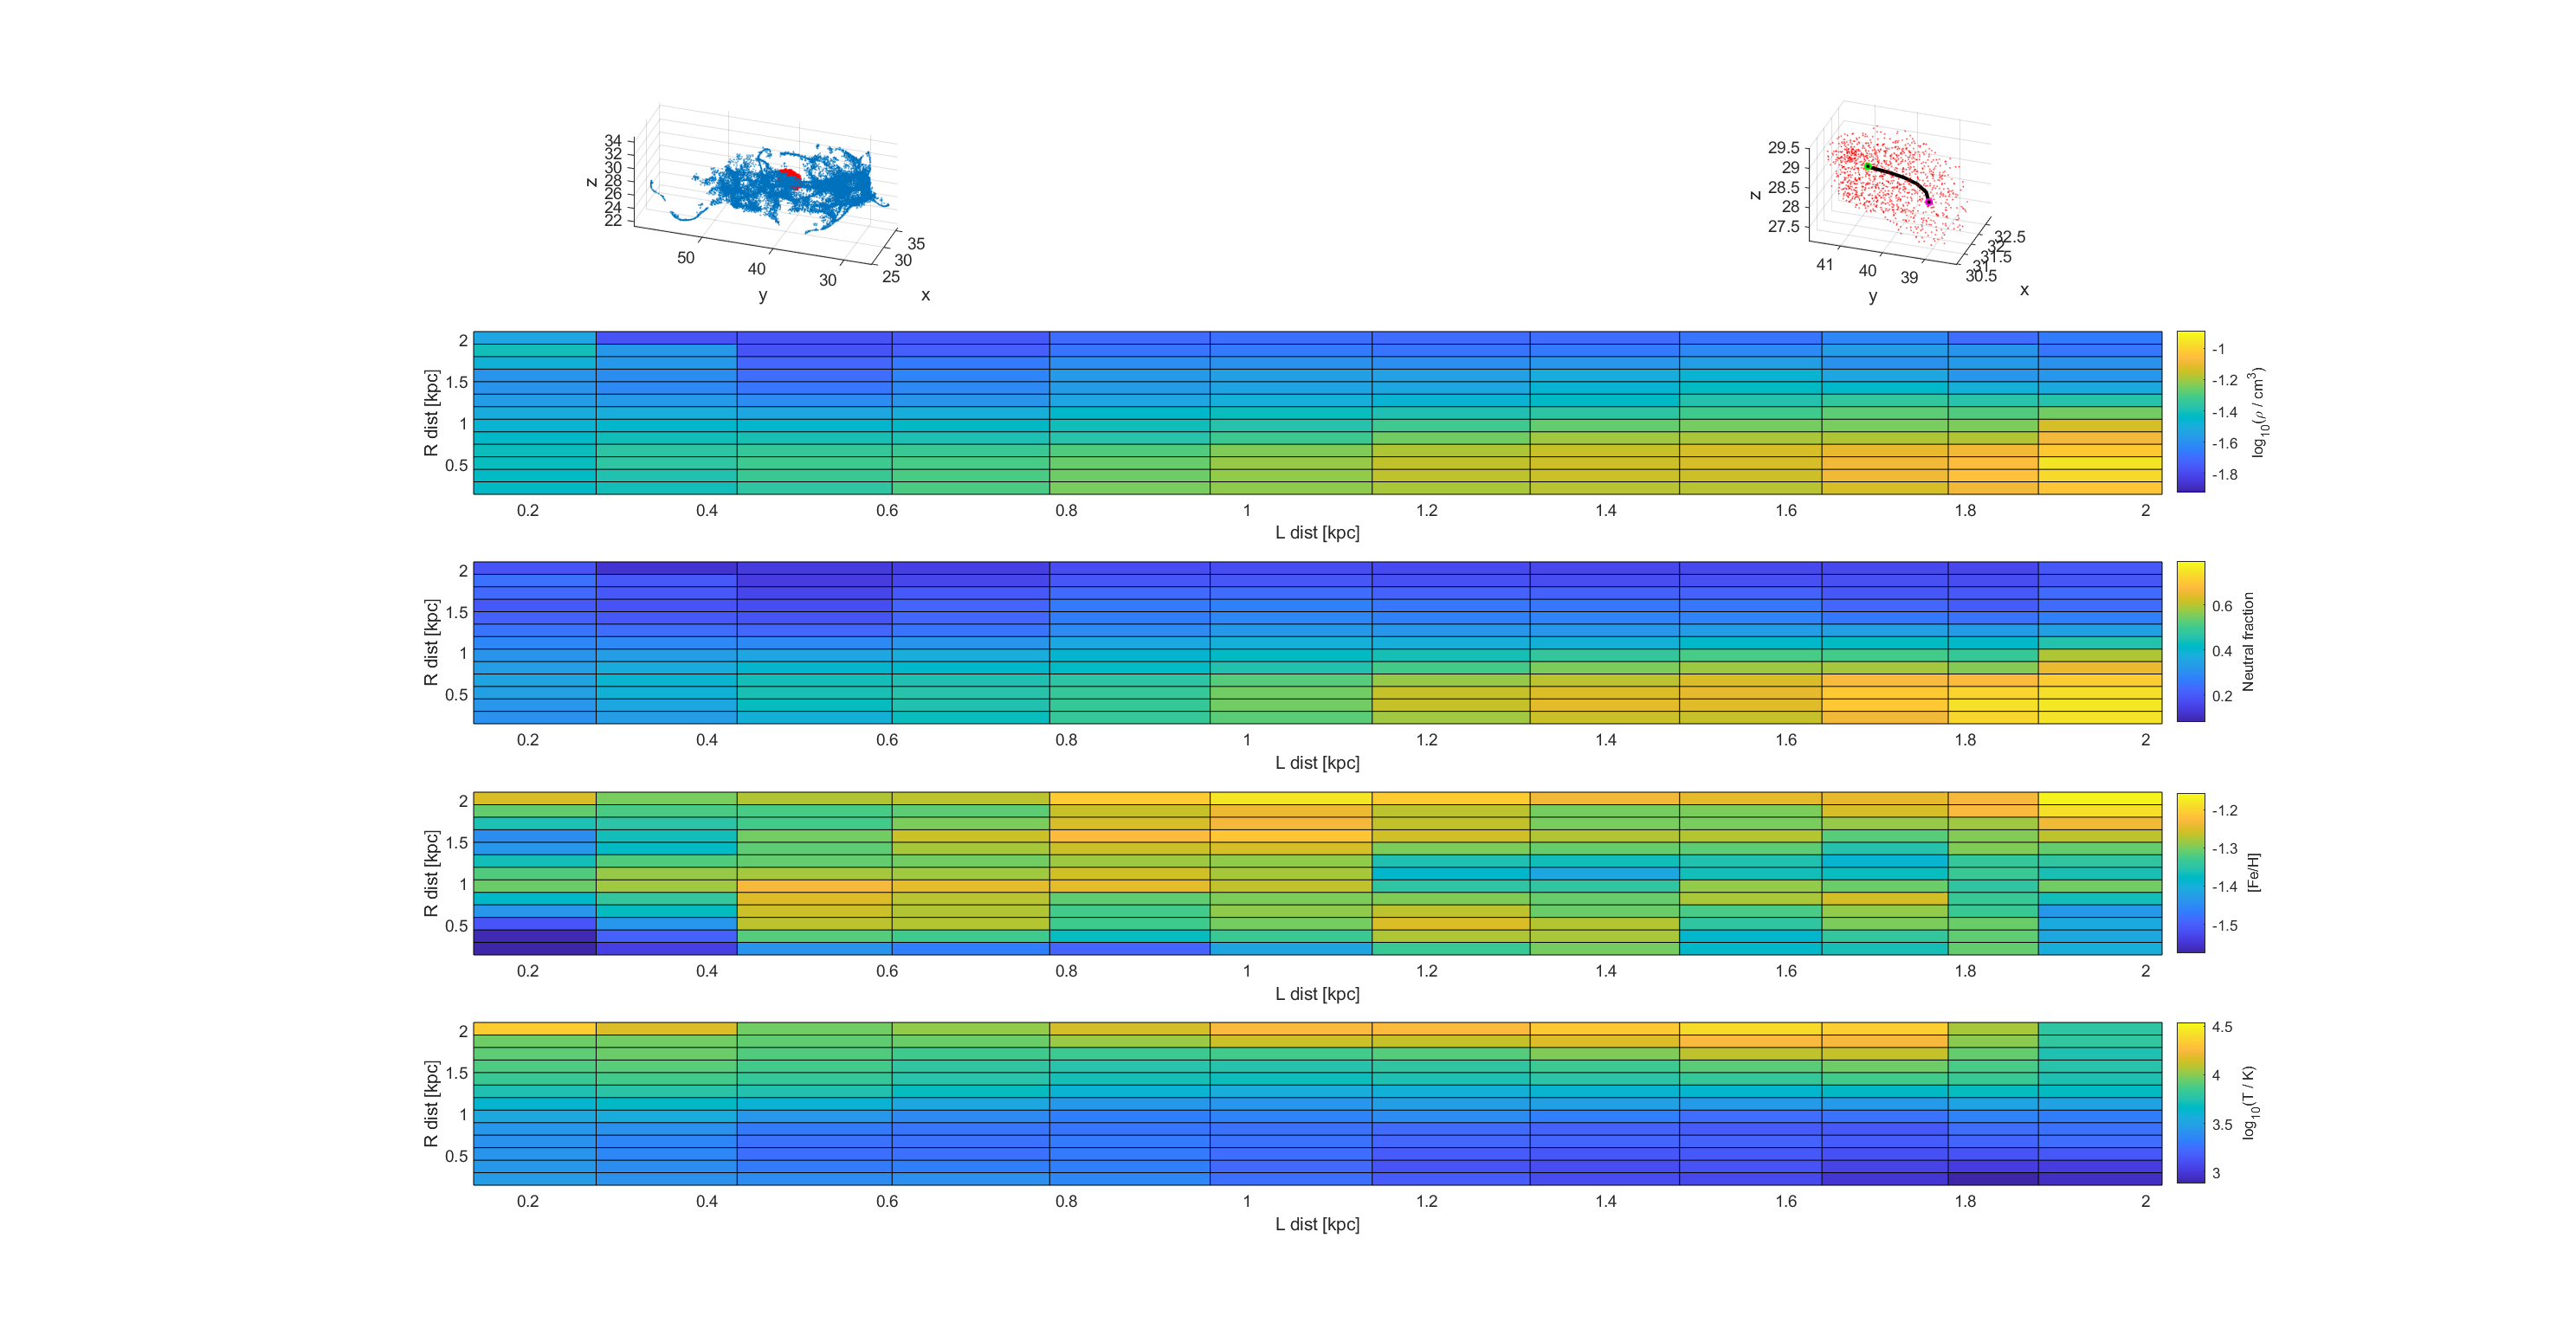 34
32
30
28
26
24
22
z
50
40
30
y
35
30
25
x
29.5
29
28.5
28
27.5
z
41
40
39
y
32.5
32
31.5
31
30.5
x
2
1.5
1
0.5
R dist [kpc]
0.2 0.4 0.6 0.8 1 1.2 1.4 1.6 1.8 2
L dist [kpc]
-1
-1.2
-1.4
-1.6
-1.8
log10(ρ / cm3)
2
1.5
1
0.5
R dist [kpc]
0.2 0.4 0.6 0.8 1 1.2 1.4 1.6 1.8 2
L dist [kpc]
0.6
0.4
0.2
Neutral fraction
2
1.5
1
0.5
R dist [kpc]
0.2 0.4 0.6 0.8 1 1.2 1.4 1.6 1.8 2
L dist [kpc]
-1.2
-1.3
-1.4
-1.5
[Fe/H]
2
1.5
1
0.5
R dist [kpc]
0.2 0.4 0.6 0.8 1 1.2 1.4 1.6 1.8 2
L dist [kpc]
4.5
4
3.5
3
log10(T / K)